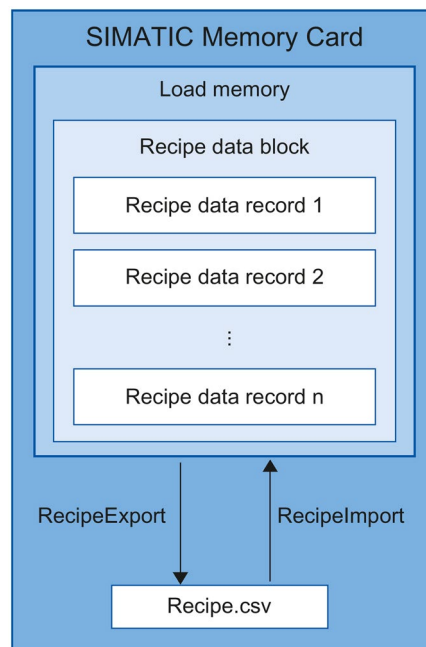 SIMATIC Memory Card
Load memory
Recipe data block
Recipe data record 1
Recipe data record 2
⋮
Recipe data record n
RecipeExport
RecipeImport
Recipe.csv